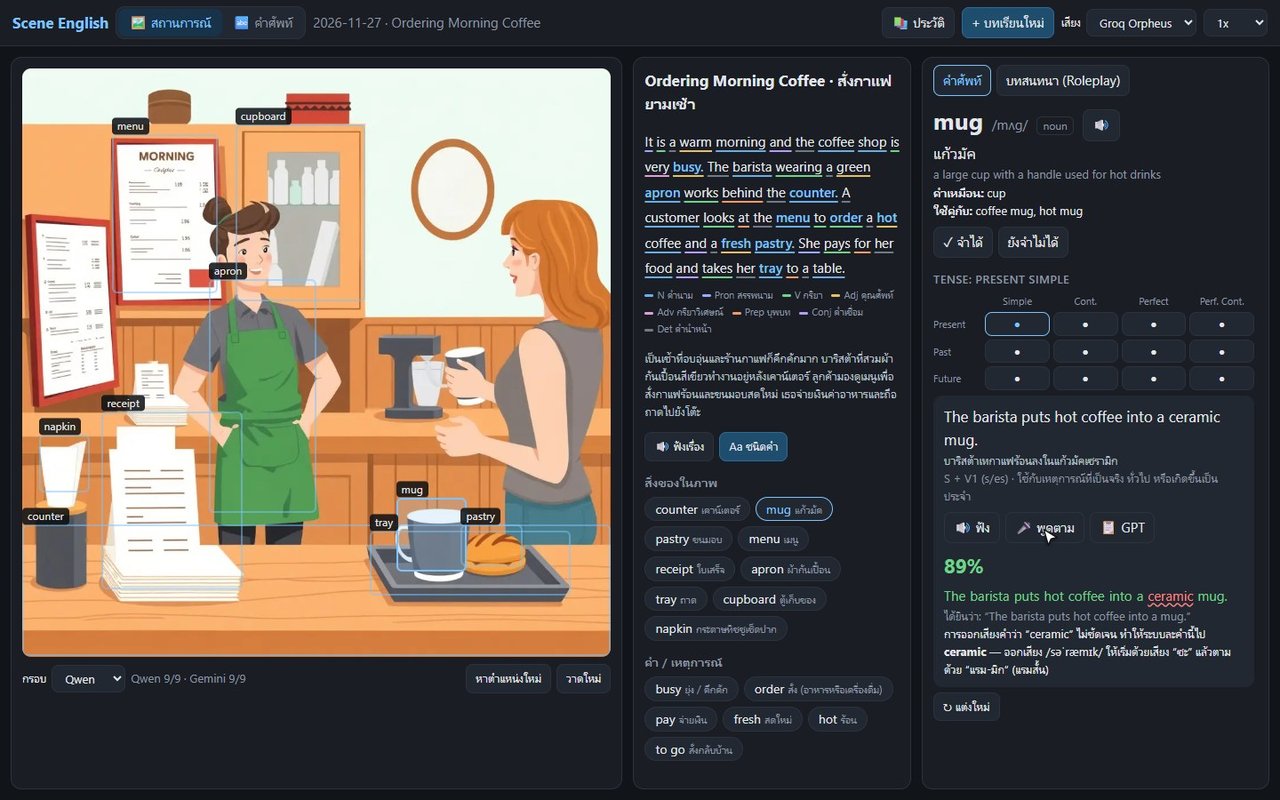 Scene English
สถานการณ์
abc คำศัพท์
2026-11-27 · Ordering Morning Coffee
ประวัติ
+ บทเรียนใหม่
เสียง
Groq Orpheus
1x
menu
cupboard
MORNING
apron
receipt
napkin
counter
mug
tray
pastry
กรอบ
Qwen
Qwen 9/9 · Gemini 9/9
หาตำแหน่งใหม่
วาดใหม่
Ordering Morning Coffee · สั่งกาแฟ
ยามเช้า
It is a warm morning and the coffee shop is
very busy. The barista wearing a green
apron works behind the counter. A
customer looks at the menu to order a hot
coffee and a fresh pastry. She pays for her
food and takes her tray to a table.
N คำนาม
Pron สรรพนาม
V กริยา
Adj คุณศัพท์
Adv กริยาวิเศษณ์
Prep บุพบท
Conj คำเชื่อม
Det คำนำหน้า
เป็นเช้าที่อบอุ่นและร้านกาแฟก็คึกคักมาก บาริสต้าที่สวมผ้า
กันเปื้อนสีเขียวทำงานอยู่หลังเคาน์เตอร์ ลูกค้ามองดูเมนูเพื่อ
สั่งกาแฟร้อนและขนมอบสดใหม่ เธอจ่ายเงินค่าอาหารและถือ
ถาดไปยังโต๊ะ
ฟังเรื่อง
Aa ชนิดคำ
สิ่งของในภาพ
counter เคาน์เตอร์
mug แก้วมัค
pastry ขนมอบ
menu เมนู
receipt ใบเสร็จ
apron ผ้ากันเปื้อน
tray ถาด
cupboard ตู้เก็บของ
napkin กระดาษทิชชูเช็ดปาก
คำ / เหตุการณ์
busy ยุ่ง / คึกคัก
order สั่ง (อาหารหรือเครื่องดื่ม)
pay จ่ายเงิน
fresh สดใหม่
hot ร้อน
to go สั่งกลับบ้าน
คำศัพท์
บทสนทนา (Roleplay)
mug /mʌɡ/ noun
แก้วมัค
a large cup with a handle used for hot drinks
คำเหมือน: cup
ใช้คู่กับ: coffee mug, hot mug
✓ จำได้
ยังจำไม่ได้
TENSE: PRESENT SIMPLE
Simple Cont. Perfect Perf. Cont.
Present
Past
Future
The barista puts hot coffee into a ceramic
mug.
บาริสต้าเทกาแฟร้อนลงในแก้วมัคเซรามิก
S + V1 (s/es) · ใช้กับเหตุการณ์ที่เป็นจริง ทั่วไป หรือเกิดขึ้นเป็น
ประจำ
ฟัง
พูดตาม
GPT
89%
The barista puts hot coffee into a ceramic mug.
ได้ยินว่า: "The barista puts hot coffee into a mug."
การออกเสียงคำว่า "ceramic" ไม่ชัดเจน ทำให้ระบบละคำนี้ไป
ceramic — ออกเสียง /səˈræmɪk/ ให้เริ่มด้วยเสียง "ซะ" แล้วตาม
ด้วย "แรม-มิก" (แรมสั้น)
↻ แต่งใหม่